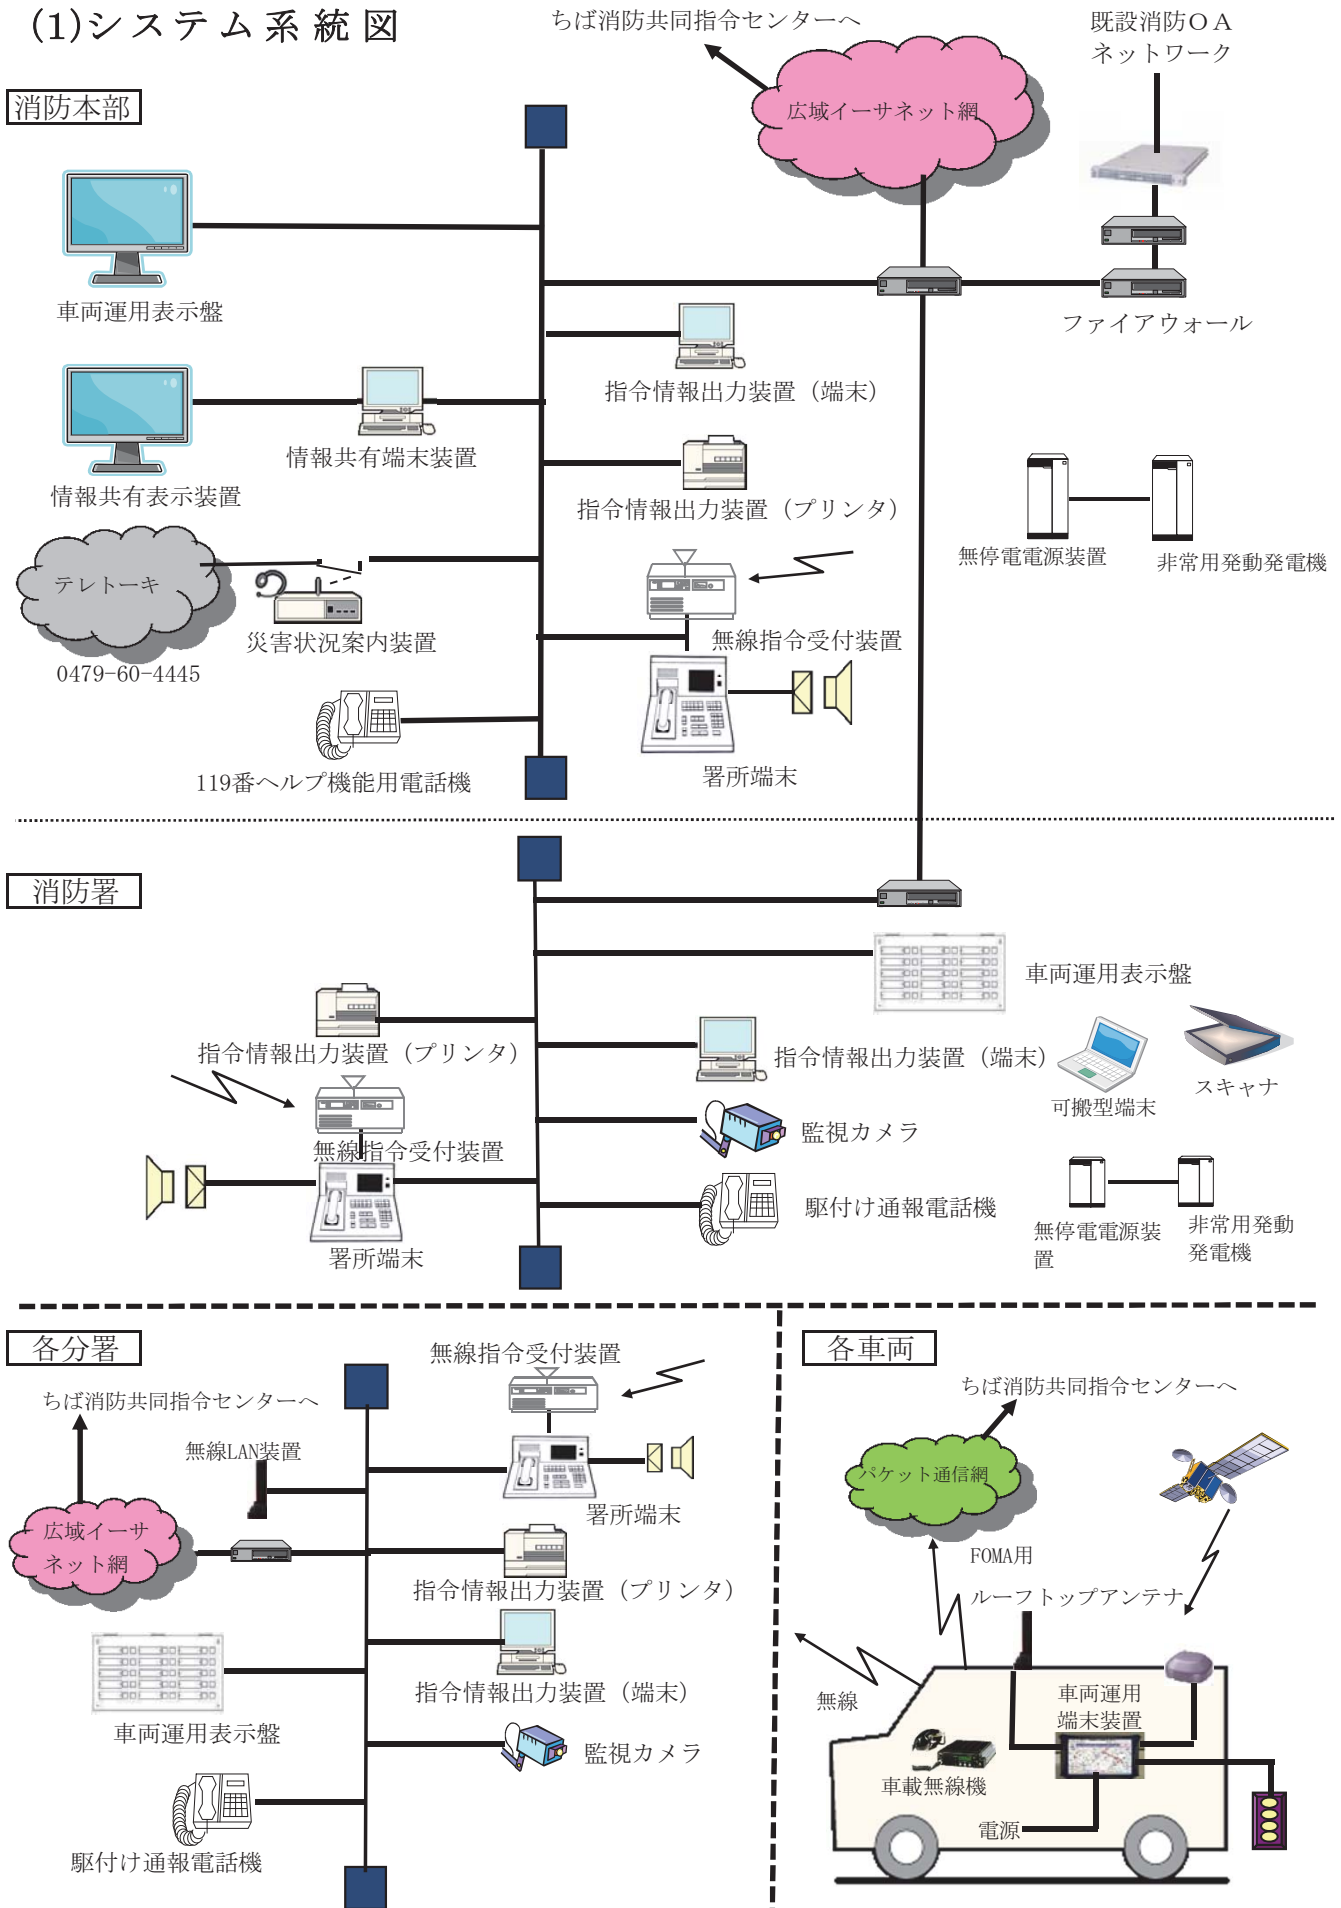 (1)システム系統図
ちば消防共同指令センターへ
既設消防ＯＡ
ネットワーク
消防本部
広域イーサネット網
車両運用表示盤
ファイアウォール
指令情報出力装置（端末）
情報共有端末装置
情報共有表示装置
指令情報出力装置（プリンタ）
無停電電源装置
非常用発動発電機
テレトーキ
災害状況案内装置
無線指令受付装置
0479-60-4445
119番ヘルプ機能用電話機
署所端末
消防署
車両運用表示盤
指令情報出力装置（プリンタ）
指令情報出力装置（端末）
可搬型端末
スキャナ
無線指令受付装置
監視カメラ
駆付け通報電話機
署所端末
無停電電源装
置
非常用発動
発電機
各分署
無線指令受付装置
ちば消防共同指令センターへ
無線LAN装置
署所端末
広域イーサ
ネット網
指令情報出力装置（プリンタ）
指令情報出力装置（端末）
車両運用表示盤
監視カメラ
駆付け通報電話機
各車両
ちば消防共同指令センターへ
パケット通信網
FOMA用
ルーフトップアンテナ
無線
車両運用
端末装置
車載無線機
電源